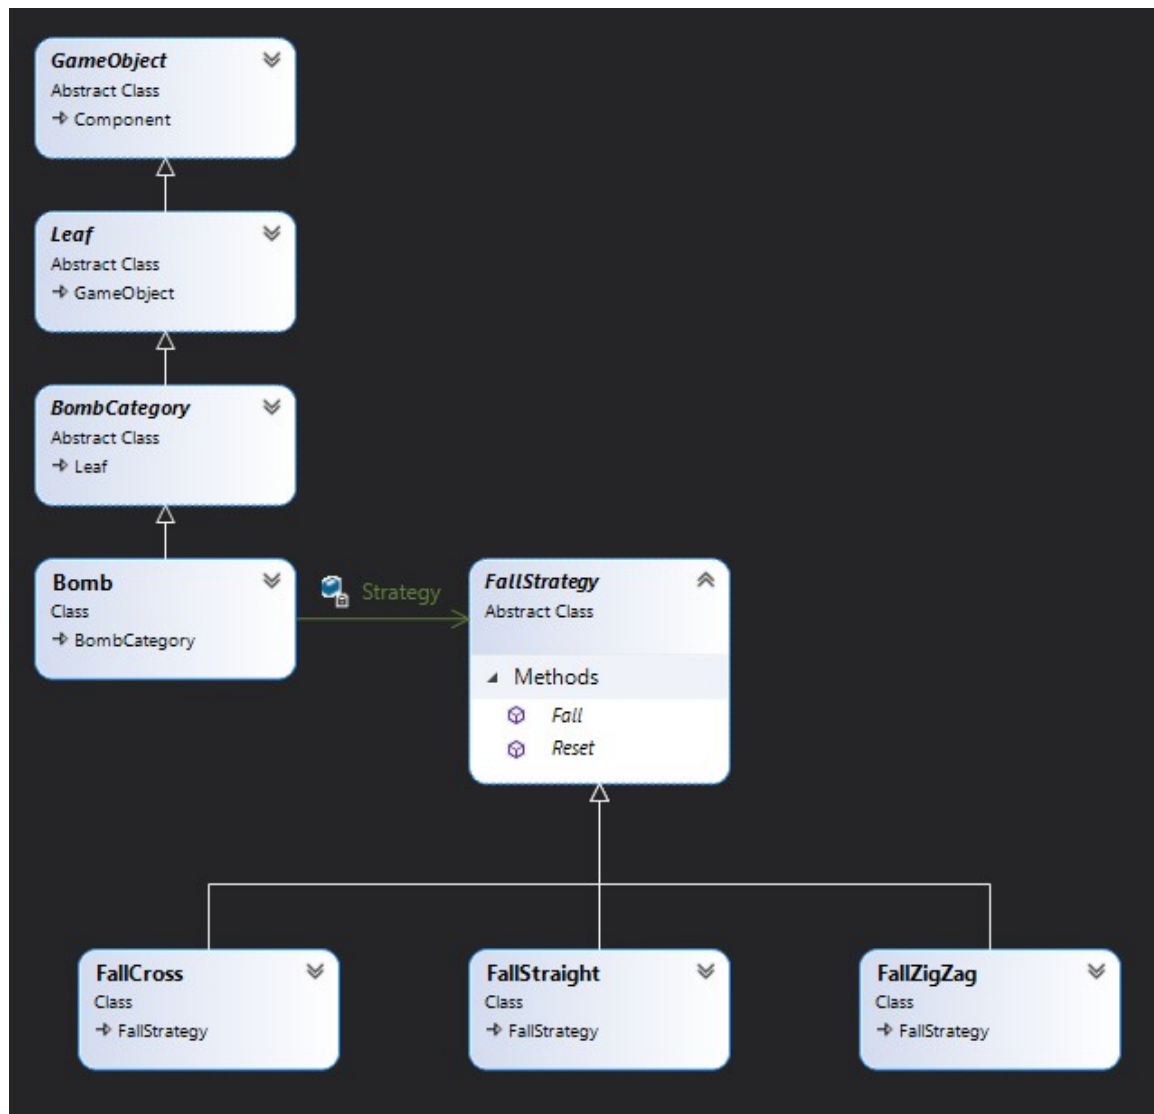 GameObject
Abstract Class
Component
Leaf
Abstract Class
GameObject
BombCategory
Abstract Class
Leaf
Bomb
Class
BombCategory
Strategy
FallStrategy
Abstract Class
Methods
Fall
Reset
FallCross
Class
FallStrategy
FallStraight
Class
FallStrategy
FallZigZag
Class
FallStrategy